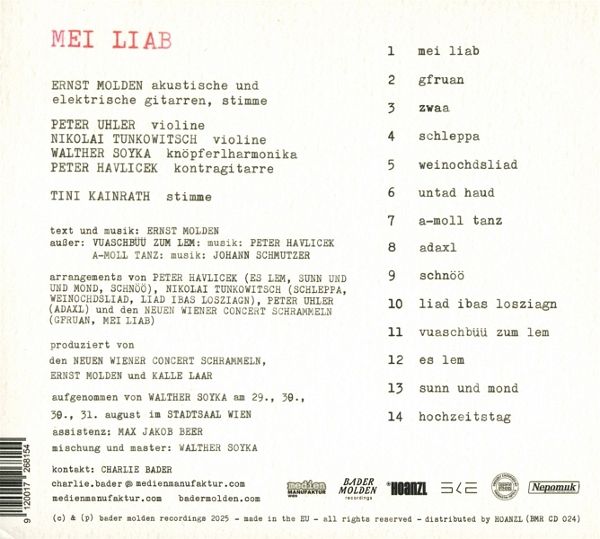 MEI LIAB
ERNST MOLDEN akustische und
elektrische gitarren, stimme
PETER UHLER violine
NIKOLAI TUNKOWITSCH violine
WALTHER SOYKA knöpferlharmonika
PETER HAVLICEK kontragitarre
TINI KAINRATH stimme
text und musik: ERNST MOLDEN
außer: VUASCHBÜÜ ZUM LEM: musik: PETER HAVLICEK
A-MOLL TANZ: musik: JOHANN SCHMUTZER
arrangements von PETER HAVLICEK (ES LEM, SUNN UND
UND MOND, SCHNÖÖ), NIKOLAI TUNKOWITSCH (SCHLEPPA,
WEINOCHDSLIAD, LIAD IBAS LOSZIAGN), PETER UHLER
(ADAXL) und den NEUEN WIENER CONCERT SCHRAMMELN
(GFRUAN, MEI LIAB)
produziert von
den NEUEN WIENER CONCERT SCHRAMMELN,
ERNST MOLDEN und KALLE LAAR
aufgenommen von WALTHER SOYKA am 29., 30.,
30., 31. august im STADTSAAL WIEN
assistenz: MAX JAKOB BEER
mischung und master: WALTHER SOYKA
kontakt: CHARLIE BADER
charlie.bader@medienmanufaktur.com
medienmanufaktur.com badermolden.com
1 mei liab
2 gfruan
3 zwaa
4 schleppa
5 weinochdsliad
6 untad haud
7 a-moll tanz
8 adaxl
9 schnöö
10 liad ibas losziagn
11 vuaschbüü zum lem
12 es lem
13 sunn und mond
14 hochzeitstag
medien
MANUFAKTUR
WIEN
BADER
MOLDEN
recordings
HOANZL
Nepomuk
9 120017 268154
(c) & (p) bader molden recordings 2025 - made in the EU - all rights reserved - distributed by HOANZL (BMR CD 024)